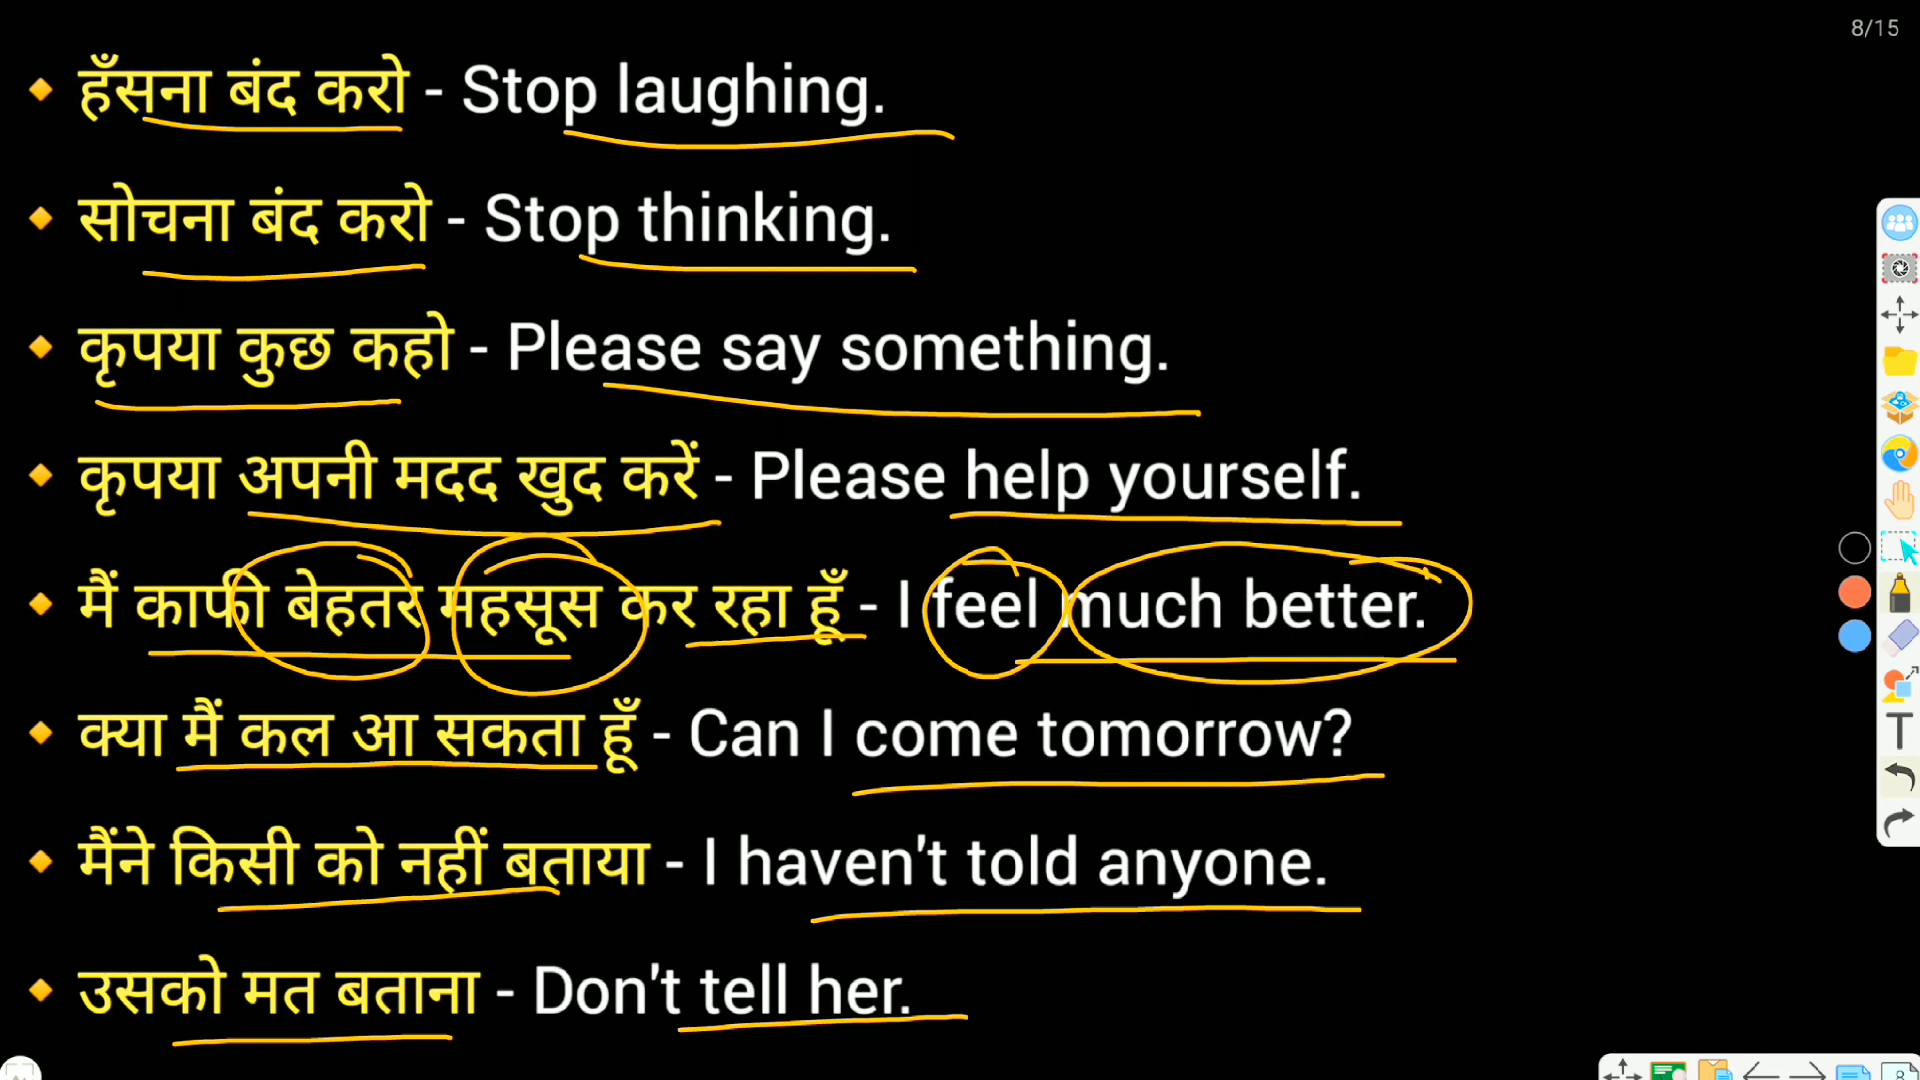 8/15
हँसना बंद करो - Stop laughing.
सोचना बंद करो - Stop thinking.
कृपया कुछ कहो - Please say something.
कृपया अपनी मदद खुद करें - Please help yourself.
मैं काफी बेहतर महसूस कर रहा हूँ - I feel much better.
क्या मैं कल आ सकता हूँ - Can I come tomorrow?
मैंने किसी को नहीं बताया - I haven't told anyone.
उसको मत बताना - Don't tell her.
T
8